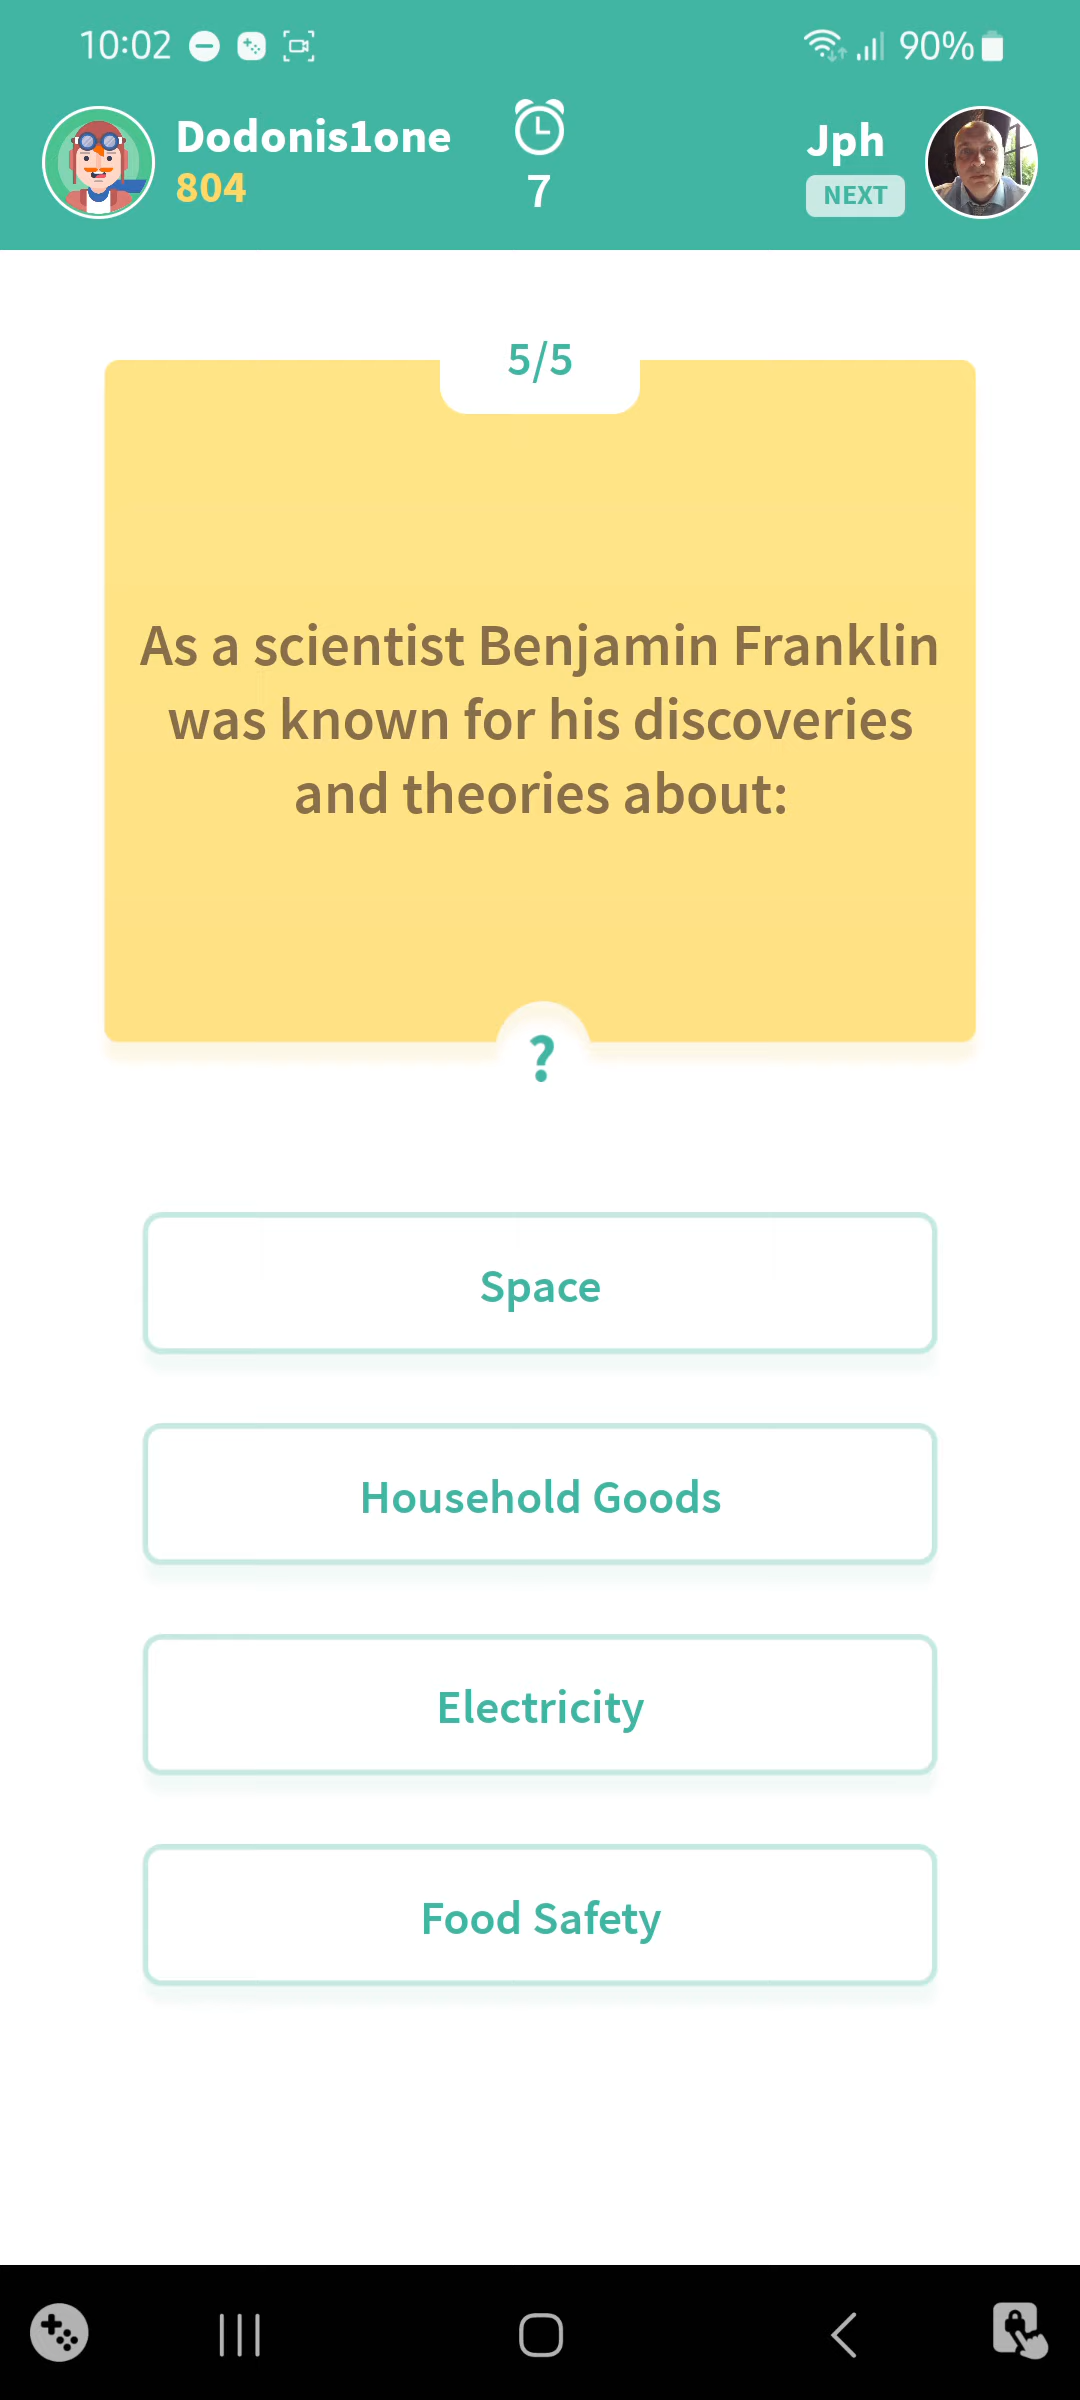 10:02
90%
Dodonis1one
804
7
Jph
NEXT
5/5
As a scientist Benjamin Franklin
was known for his discoveries
and theories about:
?
Space
Household Goods
Electricity
Food Safety